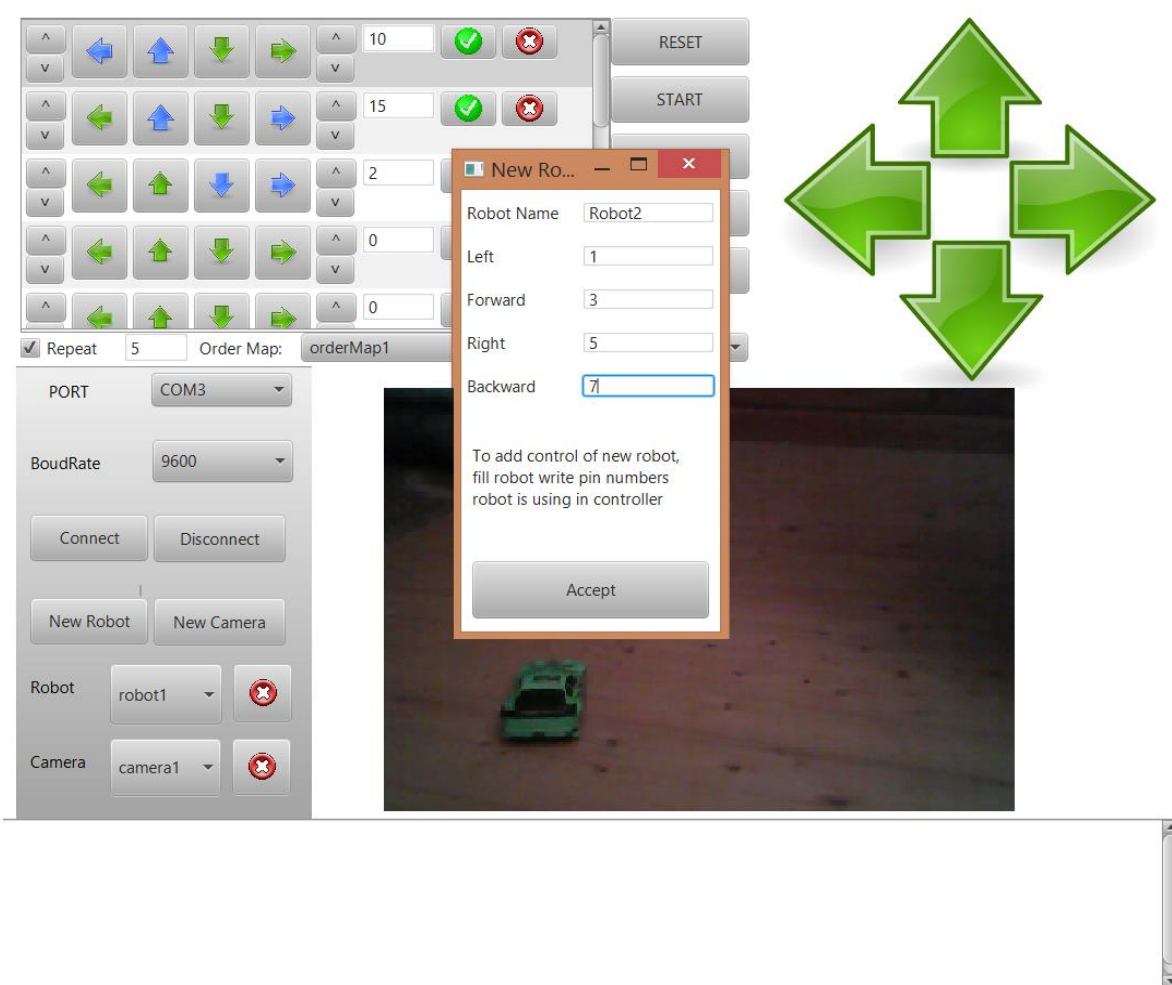 ^
v
10
^
v
RESET
^
v
15
^
v
START
^
v
2
^
v
New Ro...
^
v
0
^
v
^
0
^
Robot Name Robot2
Left 1
Forward 3
Right 5
Backward 7
To add control of new robot,
fill robot write pin numbers
robot is using in controller
Accept
Repeat 5 Order Map: orderMap1
PORT COM3
BoudRate 9600
Connect Disconnect
New Robot New Camera
Robot robot1
Camera camera1